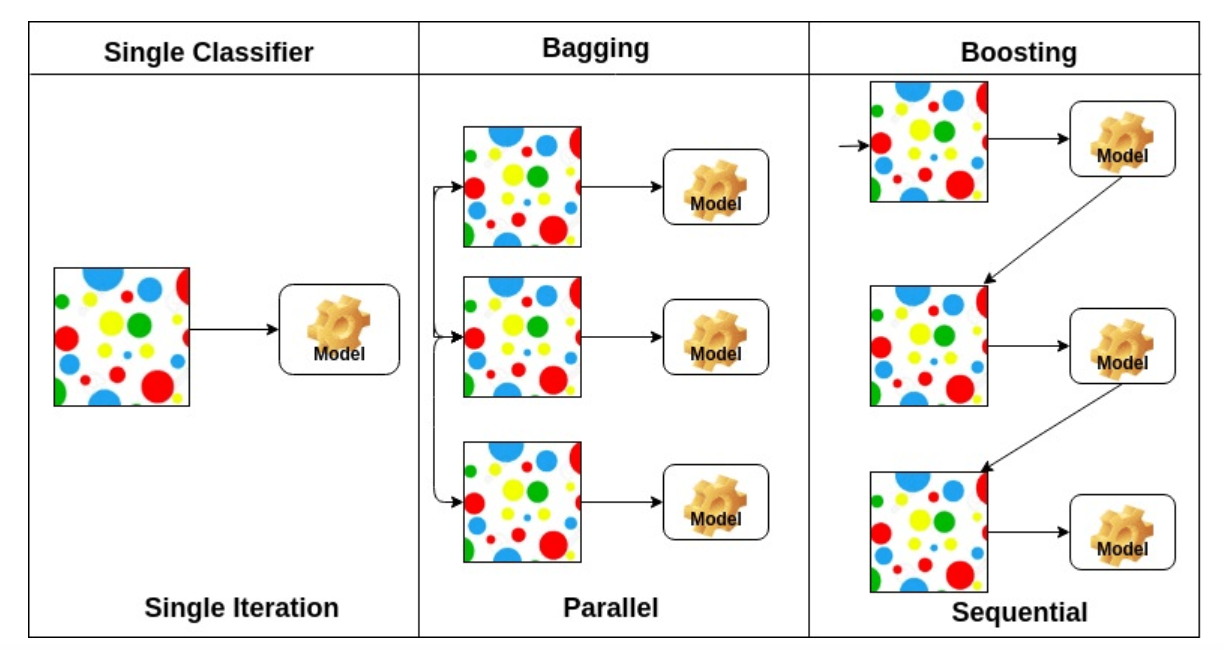 Single Classifier
Model
Single Iteration
Bagging
Model
Model
Model
Parallel
Boosting
Model
Model
Model
Sequential